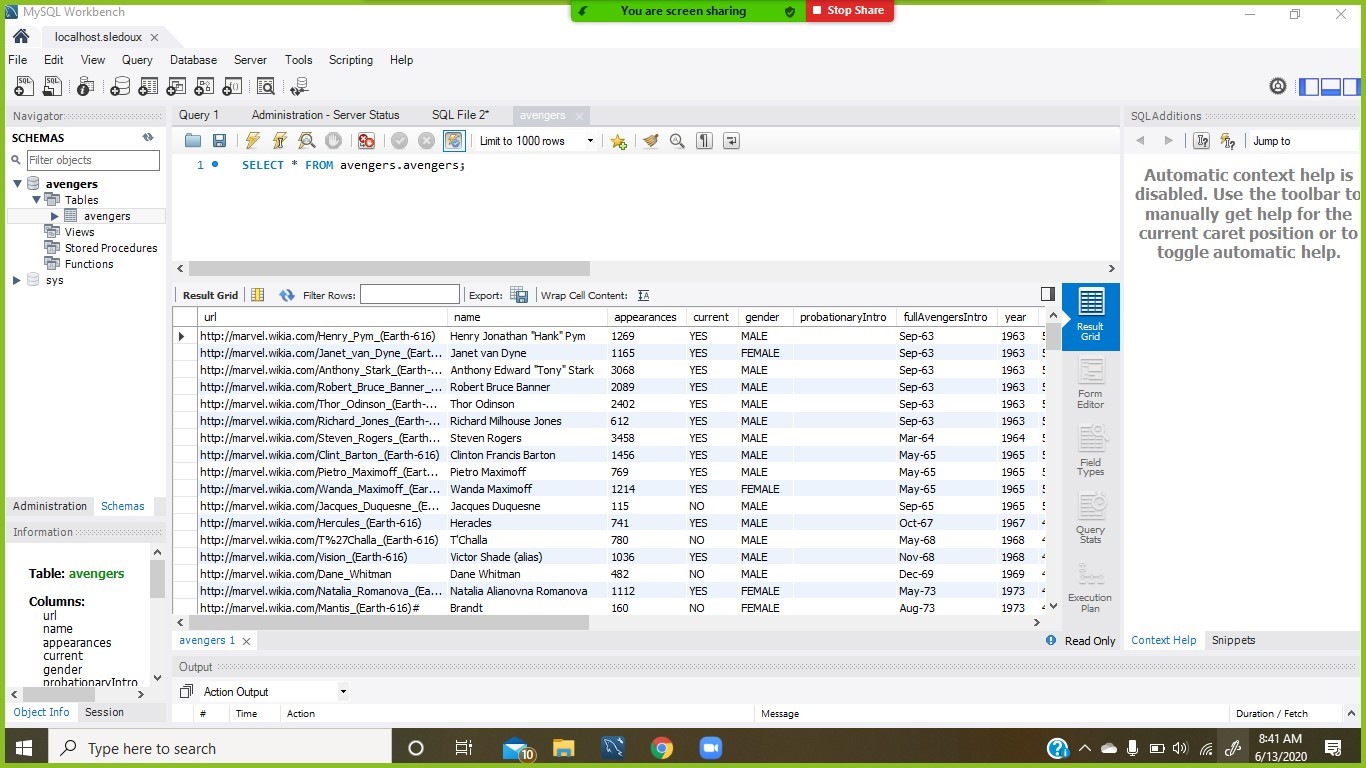 MySQL Workbench
You are screen sharing
Stop Share
localhost.sledoux
File Edit View Query Database Server Tools Scripting Help
Navigator
SCHEMAS
Filter objects
avengers
Tables
avengers
Views
Stored Procedures
Functions
sys
Administration Schemas
Information
Table: avengers
Columns:
url
name
appearances
current
gender
probationaryIntro
Object Info Session
Query 1 Administration - Server Status SQL File 2* avengers
Limit to 1000 rows
1 SELECT * FROM avengers.avengers;
Result Grid Filter Rows: Export: Wrap Cell Content:
url name appearances current gender probationaryIntro fullAvengersIntro year
http://marvel.wikia.com/Henry_Pym_(Earth-616) Henry Jonathan "Hank" Pym 1269 YES MALE Sep-63 1963 5
http://marvel.wikia.com/Janet_van_Dyne_(Eart... Janet van Dyne 1165 YES FEMALE Sep-63 1963 5
http://marvel.wikia.com/Anthony_Stark_(Earth-... Anthony Edward "Tony" Stark 3068 YES MALE Sep-63 1963 5
http://marvel.wikia.com/Robert_Bruce_Banner_... Robert Bruce Banner 2089 YES MALE Sep-63 1963 5
http://marvel.wikia.com/Thor_Odinson_(Earth-... Thor Odinson 2402 YES MALE Sep-63 1963 5
http://marvel.wikia.com/Richard_Jones_(Earth-... Richard Milhouse Jones 612 YES MALE Sep-63 1963 5
http://marvel.wikia.com/Steven_Rogers_(Earth... Steven Rogers 3458 YES MALE Mar-64 1964 5
http://marvel.wikia.com/Clint_Barton_(Earth-616) Clinton Francis Barton 1456 YES MALE May-65 1965 5
http://marvel.wikia.com/Pietro_Maximoff_(Eart... Pietro Maximoff 769 YES MALE May-65 1965 5
http://marvel.wikia.com/Wanda_Maximoff_(Ear... Wanda Maximoff 1214 YES FEMALE May-65 1965 5
http://marvel.wikia.com/Jacques_Duquesne_(E... Jacques Duquesne 115 NO MALE Sep-65 1965 5
http://marvel.wikia.com/Hercules_(Earth-616) Heracles 741 YES MALE Oct-67 1967 4
http://marvel.wikia.com/T%27Challa_(Earth-616) T'Challa 780 NO MALE May-68 1968 4
http://marvel.wikia.com/Vision_(Earth-616) Victor Shade (alias) 1036 YES MALE Nov-68 1968 4
http://marvel.wikia.com/Dane_Whitman Dane Whitman 482 NO MALE Dec-69 1969 4
http://marvel.wikia.com/Natalia_Romanova_(Ea... Natalia Alianovna Romanova 1112 YES FEMALE May-73 1973 4
http://marvel.wikia.com/Mantis_(Earth-616)# Brandt 160 NO FEMALE Aug-73 1973 4
Result
Grid
Form
Editor
Field
Types
Query
Stats
Execution
Plan
avengers 1
Read Only
Output
Action Output
# Time Action Message Duration / Fetch
SQLAdditions
Jump to
Automatic context help is
disabled. Use the toolbar to
manually get help for the
current caret position or to
toggle automatic help.
Context Help Snippets
Type here to search
10
8:41 AM
6/13/2020